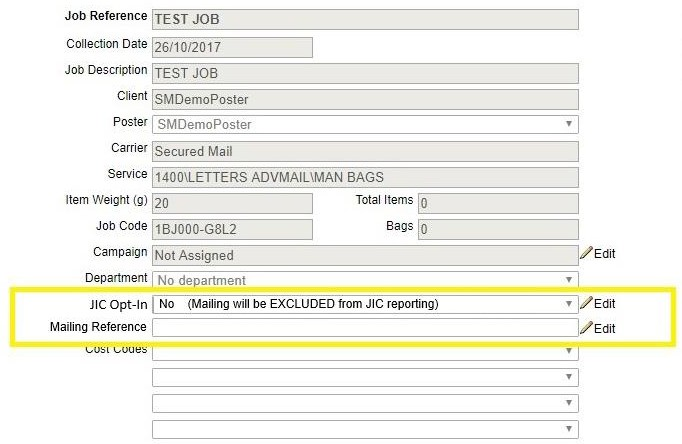 Job Reference TEST JOB
Collection Date 26/10/2017
Job Description TEST JOB
Client SMDemoPoster
Poster SMDemoPoster
Carrier Secured Mail
Service 1400\LETTERS ADVMAIL\MAN BAGS
Item Weight (g) 20 Total Items 0
Job Code 1BJ000-G8L2 Bags 0
Campaign Not Assigned Edit
Department No department
JIC Opt-In No (Mailing will be EXCLUDED from JIC reporting) Edit
Mailing Reference Edit
Cost Codes